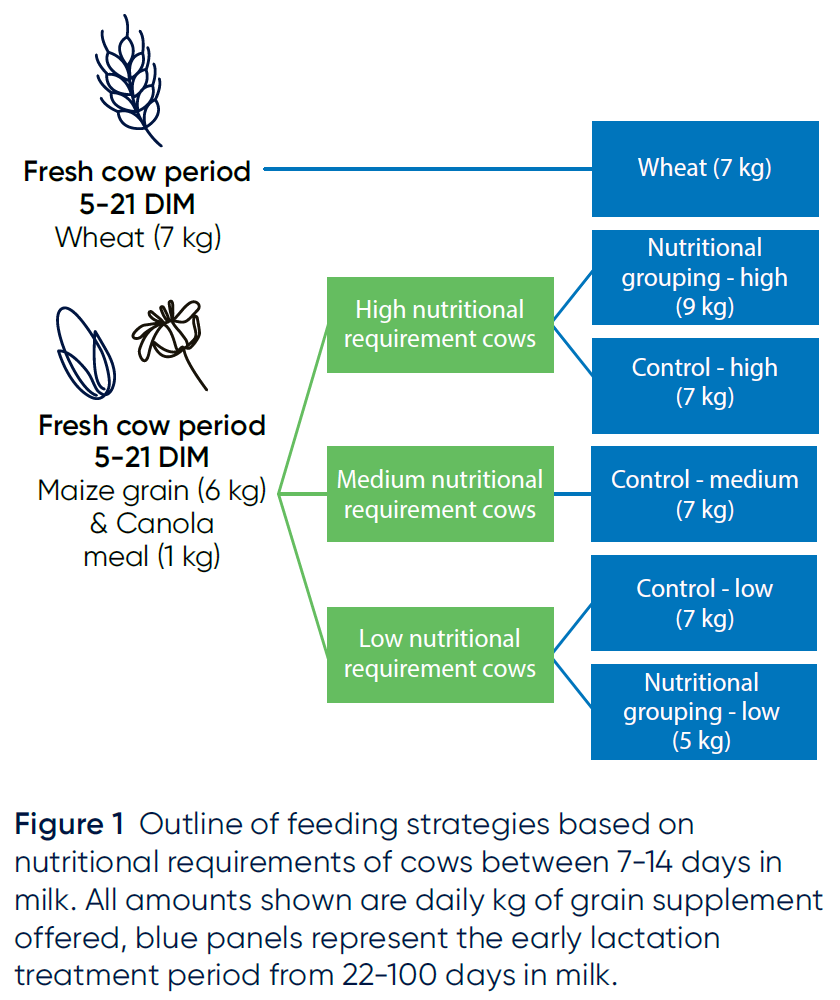 Fresh cow period
5-21 DIM
Wheat (7 kg)
Wheat (7 kg)
Fresh cow period
5-21 DIM
Maize grain (6 kg)
& Canola
meal (1 kg)
High nutritional
requirement cows
Nutritional
grouping - high
(9 kg)
Control - high
(7 kg)
Medium nutritional
requirement cows
Control - medium
(7 kg)
Low nutritional
requirement cows
Control - low
(7 kg)
Nutritional
grouping - low
(5 kg)
Figure 1 Outline of feeding strategies based on
nutritional requirements of cows between 7-14 days in
milk. All amounts shown are daily kg of grain supplement
offered, blue panels represent the early lactation
treatment period from 22-100 days in milk.